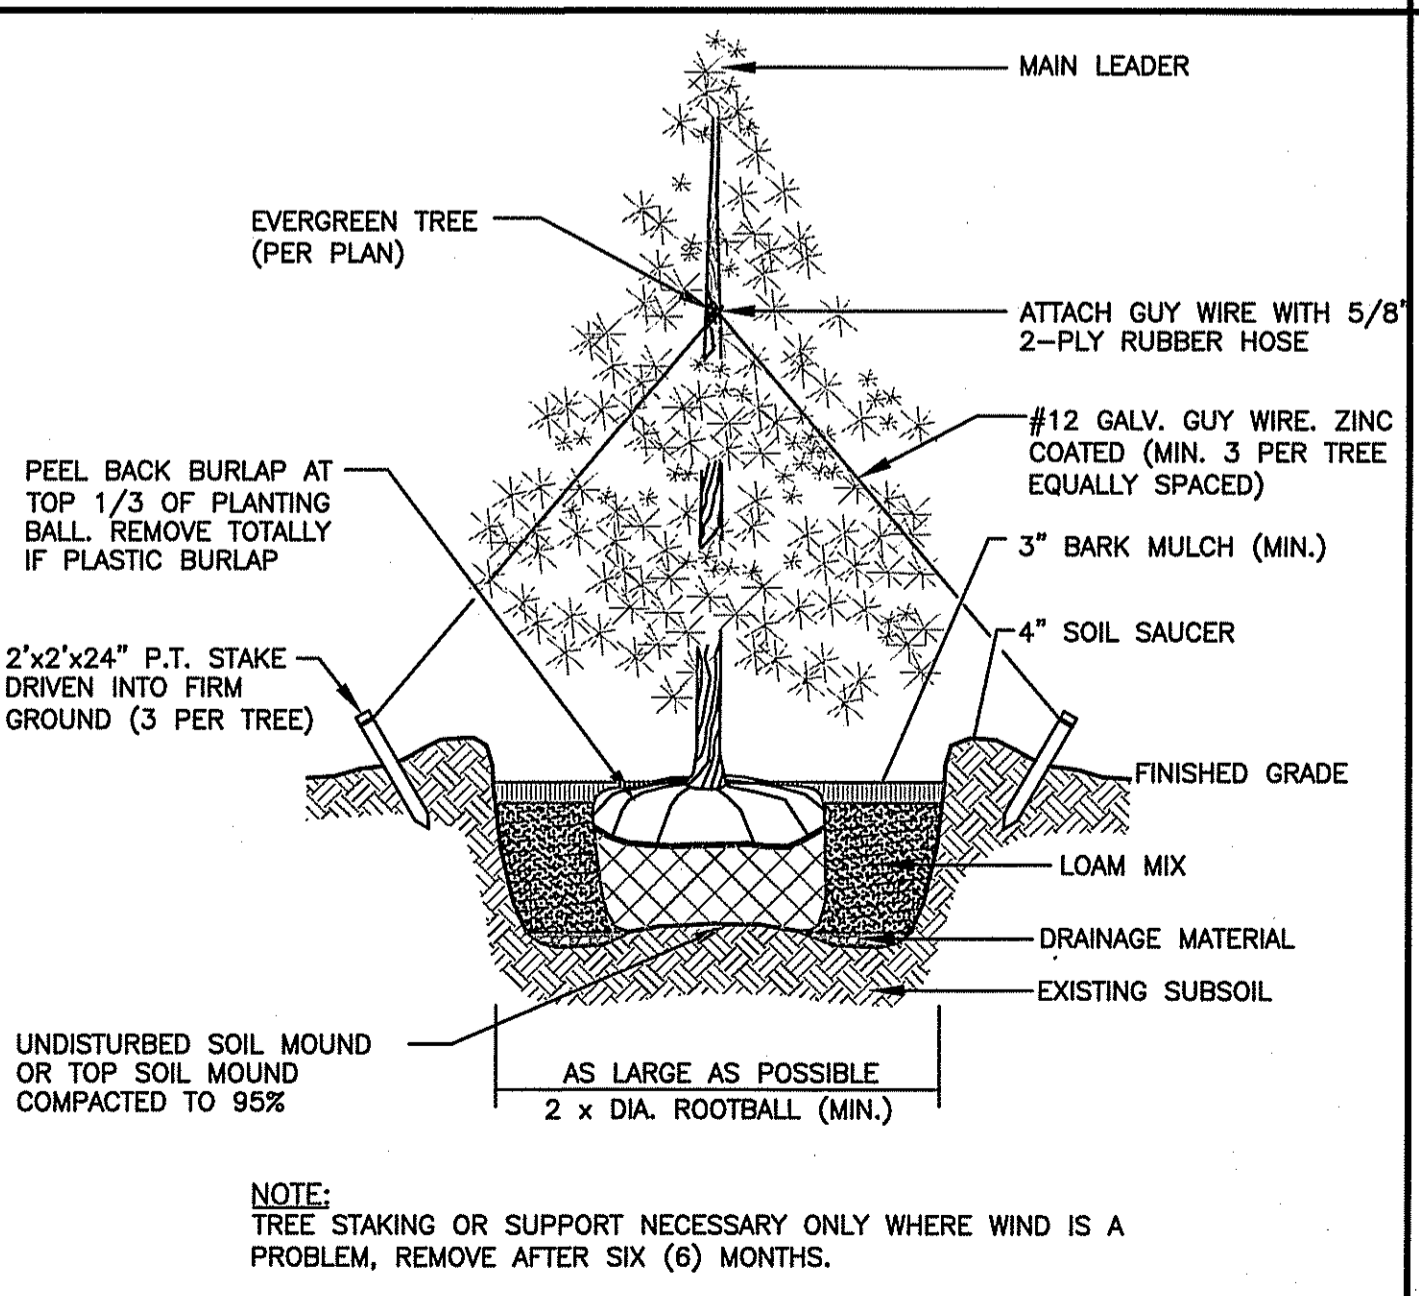 MAIN LEADER
EVERGREEN TREE
(PER PLAN)
ATTACH GUY WIRE WITH 5/8"
2-PLY RUBBER HOSE
#12 GALV. GUY WIRE. ZINC
COATED (MIN. 3 PER TREE
EQUALLY SPACED)
PEEL BACK BURLAP AT
TOP 1/3 OF PLANTING
BALL. REMOVE TOTALLY
IF PLASTIC BURLAP
3" BARK MULCH (MIN.)
4" SOIL SAUCER
2'x2'x24" P.T. STAKE
DRIVEN INTO FIRM
GROUND (3 PER TREE)
FINISHED GRADE
LOAM MIX
DRAINAGE MATERIAL
EXISTING SUBSOIL
UNDISTURBED SOIL MOUND
OR TOP SOIL MOUND
COMPACTED TO 95%
AS LARGE AS POSSIBLE
2 x DIA. ROOTBALL (MIN.)
NOTE:
TREE STAKING OR SUPPORT NECESSARY ONLY WHERE WIND IS A
PROBLEM, REMOVE AFTER SIX (6) MONTHS.